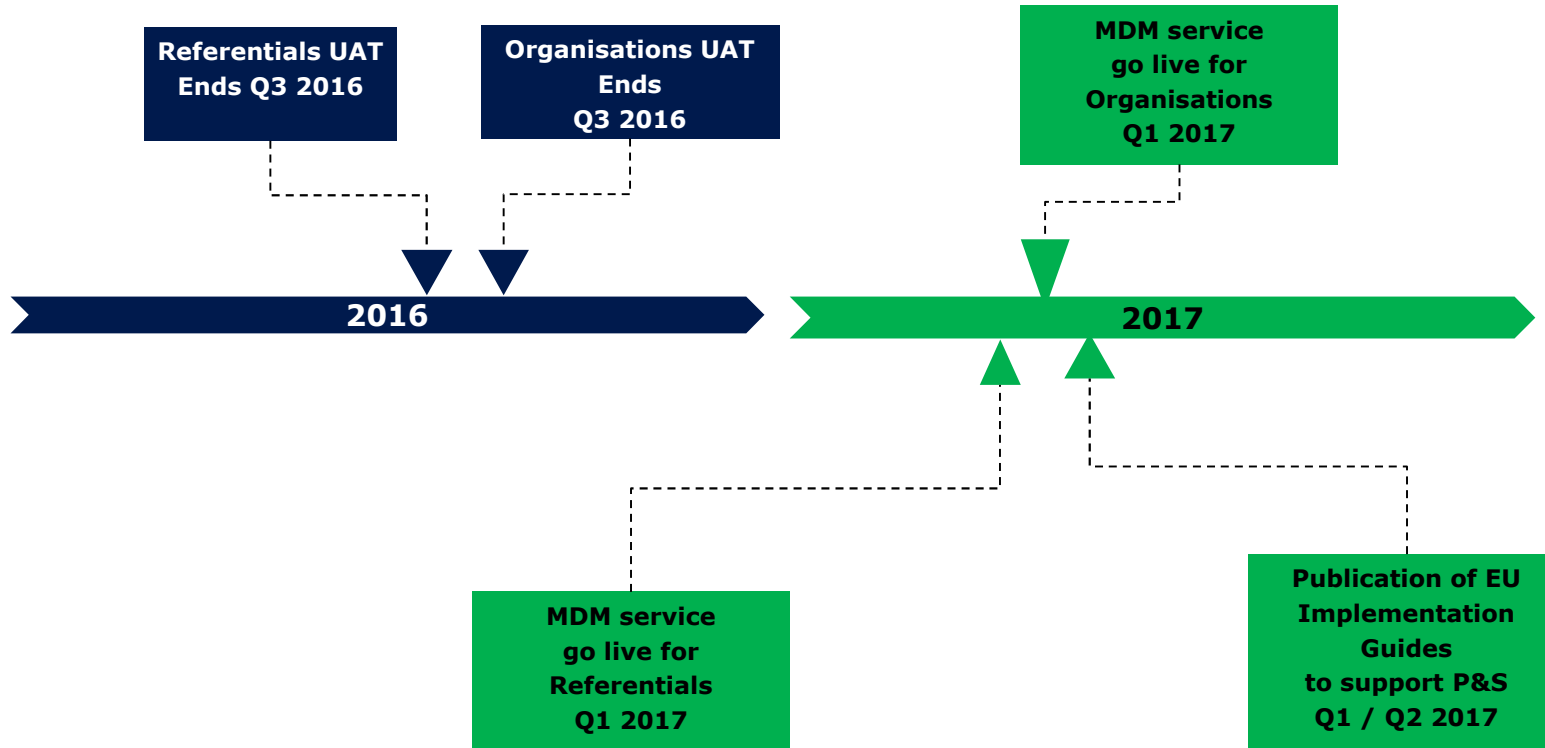 Referentials UAT
Ends Q3 2016
Organisations UAT
Ends
Q3 2016
MDM service
go live for
Organisations
Q1 2017
2016
2017
MDM service
go live for
Referentials
Q1 2017
Publication of EU
Implementation
Guides
to support P&S
Q1 / Q2 2017